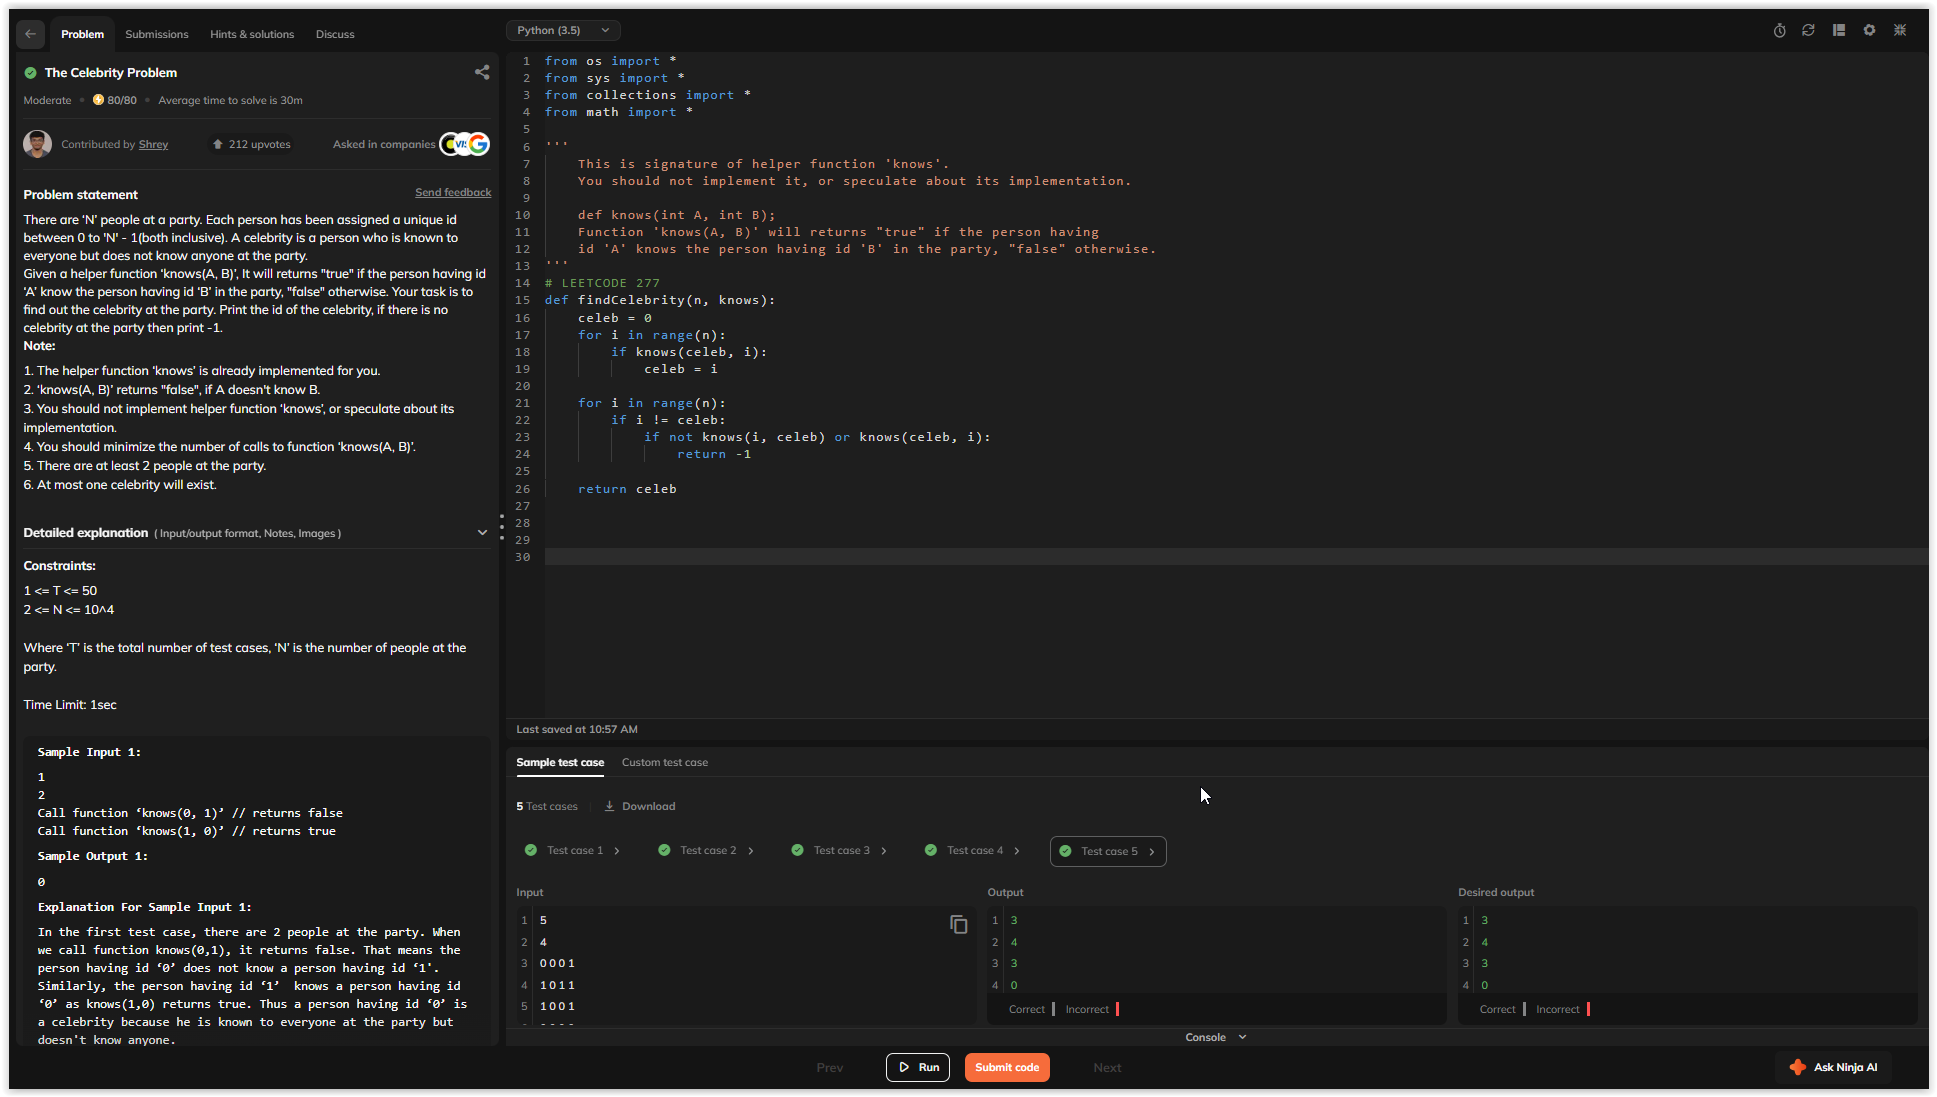 Problem
Submissions
Hints & solutions
Discuss
The Celebrity Problem
Moderate • 80/80 • Average time to solve is 30m
Contributed by Shrey
212 upvotes
Asked in companies
Problem statement
Send feedback
There are ‘N’ people at a party. Each person has been assigned a unique id
between 0 to 'N' - 1(both inclusive). A celebrity is a person who is known to
everyone but does not know anyone at the party.
Given a helper function ‘knows(A, B)’, It will returns "true" if the person having id
‘A’ know the person having id ‘B’ in the party, "false" otherwise. Your task is to
find out the celebrity at the party. Print the id of the celebrity, if there is no
celebrity at the party then print -1.
Note:
1. The helper function ‘knows’ is already implemented for you.
2. ‘knows(A, B)’ returns "false", if A doesn't know B.
3. You should not implement helper function ‘knows’, or speculate about its
implementation.
4. You should minimize the number of calls to function ‘knows(A, B)’.
5. There are at least 2 people at the party.
6. At most one celebrity will exist.
Detailed explanation ( Input/output format, Notes, Images )
Constraints:
1 <= T <= 50
2 <= N <= 10^4
Where ‘T’ is the total number of test cases, ‘N’ is the number of people at the
party.
Time Limit: 1sec
Sample Input 1:
1
2
Call function ‘knows(0, 1)’ // returns false
Call function ‘knows(1, 0)’ // returns true
Sample Output 1:
0
Explanation For Sample Input 1:
In the first test case, there are 2 people at the party. When
we call function knows(0,1), it returns false. That means the
person having id ‘0’ does not know a person having id ‘1'.
Similarly, the person having id ‘1’  knows a person having id
‘0’ as knows(1,0) returns true. Thus a person having id ‘0’ is
a celebrity because he is known to everyone at the party but
doesn't know anyone.
Python (3.5)
1 from os import *
2 from sys import *
3 from collections import *
4 from math import *
5
6 '''
7     This is signature of helper function 'knows'.
8     You should not implement it, or speculate about its implementation.
9
10     def knows(int A, int B);
11     Function 'knows(A, B)' will returns "true" if the person having
12     id 'A' knows the person having id 'B' in the party, "false" otherwise.
13 '''
14 # LEETCODE 277
15 def findCelebrity(n, knows):
16     celeb = 0
17     for i in range(n):
18         if knows(celeb, i):
19             celeb = i
20
21     for i in range(n):
22         if i != celeb:
23             if not knows(i, celeb) or knows(celeb, i):
24                 return -1
25
26     return celeb
27
28
29
30
Last saved at 10:57 AM
Sample test case
Custom test case
5 Test cases
Download
Test case 1
Test case 2
Test case 3
Test case 4
Test case 5
Input
1 5
2 4
3 0 0 0 1
4 1 0 1 1
5 1 0 0 1
Output
1 3
2 4
3 3
4 0
Correct
Incorrect
Desired output
1 3
2 4
3 3
4 0
Correct
Incorrect
Console
Prev
Run
Submit code
Next
Ask Ninja AI